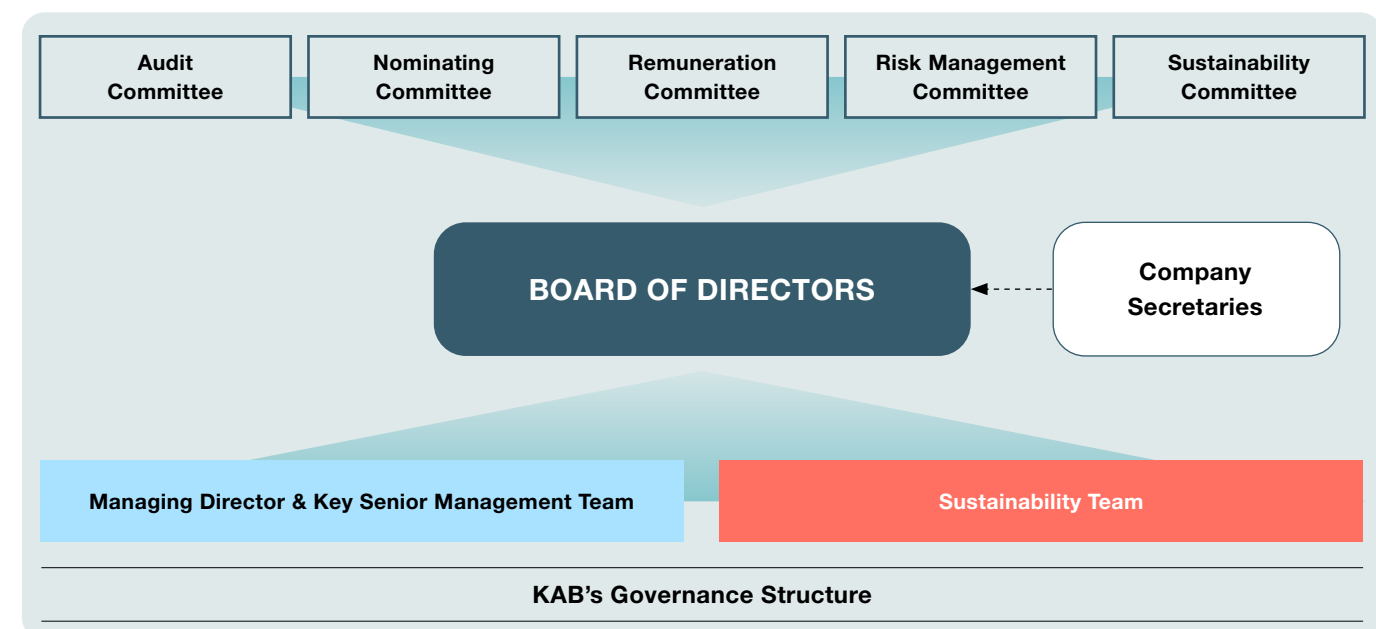 Audit
Committee
Nominating
Committee
Remuneration
Committee
Risk Management
Committee
Sustainability
Committee
BOARD OF DIRECTORS
Company
Secretaries
Managing Director & Key Senior Management Team
Sustainability Team
KAB’s Governance Structure